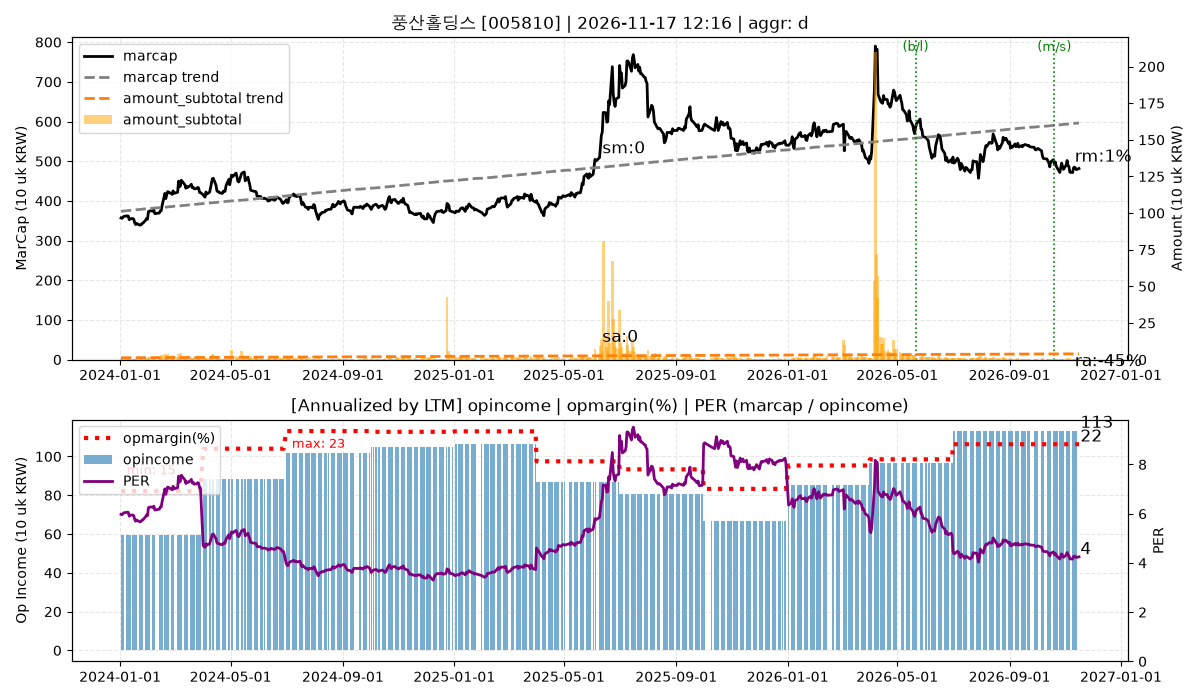 풍산홀딩스 [005810] | 2026-11-17 12:16 | aggr: d
MarCap (10 uk KRW)
800
700
600
500
400
300
200
100
0
marcap
marcap trend
amount_subtotal trend
amount_subtotal
(b/l)
(m/s)
sm:0
rm:1%
sa:0
ra:-45%
200
175
150
125
100
75
50
25
0
Amount (10 uk KRW)
2024-01-01 2024-05-01 2024-09-01 2025-01-01 2025-05-01 2025-09-01 2026-01-01 2026-05-01 2026-09-01 2027-01-01
[Annualized by LTM] opincome | opmargin(%) | PER (marcap / opincome)
Op Income (10 uk KRW)
100
80
60
40
20
0
opmargin(%)
opincome
PER
min: 15
max: 23
113
22
4
8
6
4
2
0
PER
2024-01-01 2024-05-01 2024-09-01 2025-01-01 2025-05-01 2025-09-01 2026-01-01 2026-05-01 2026-09-01 2027-01-01